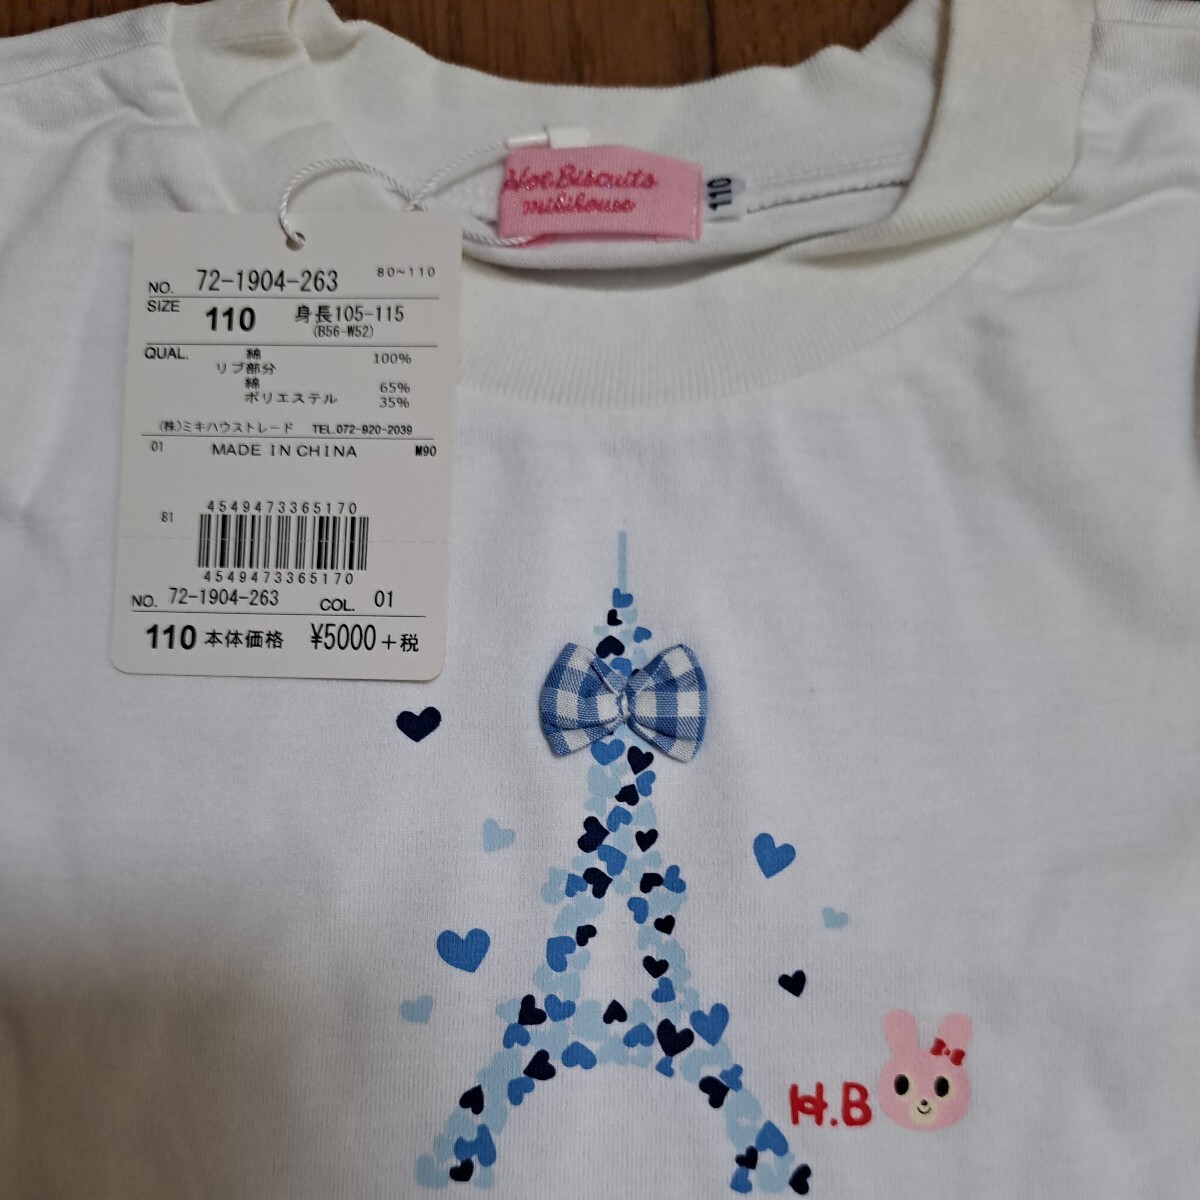 Hot.Biscuits
mikihouse
110
80~110
NO. 72-1904-263
SIZE 110 身長105-115
(B56-W52)
QUAL. 綿 100%
リブ部分
綿 65%
ポリエステル 35%
(株)ミキハウストレード TEL.072-920-2039
01 MADE IN CHINA M90
4549473365170
81
4549473365170
NO. 72-1904-263 COL. 01
110 本体価格 ¥5000+税
H.B